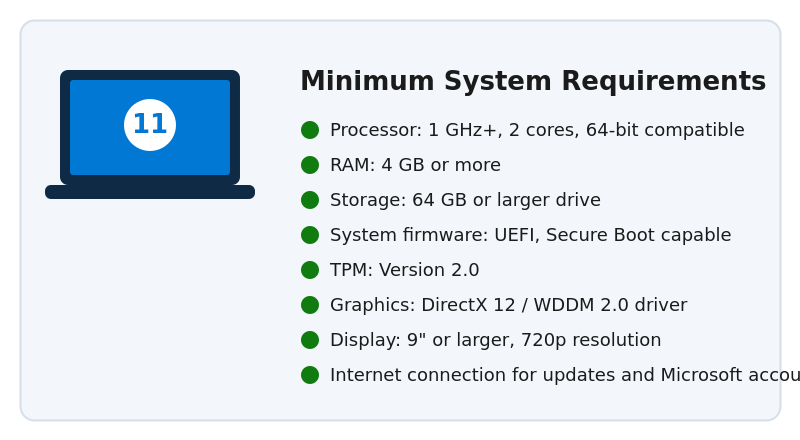 11
Minimum System Requirements
Processor: 1 GHz+, 2 cores, 64-bit compatible
RAM: 4 GB or more
Storage: 64 GB or larger drive
System firmware: UEFI, Secure Boot capable
TPM: Version 2.0
Graphics: DirectX 12 / WDDM 2.0 driver
Display: 9" or larger, 720p resolution
Internet connection for updates and Microsoft